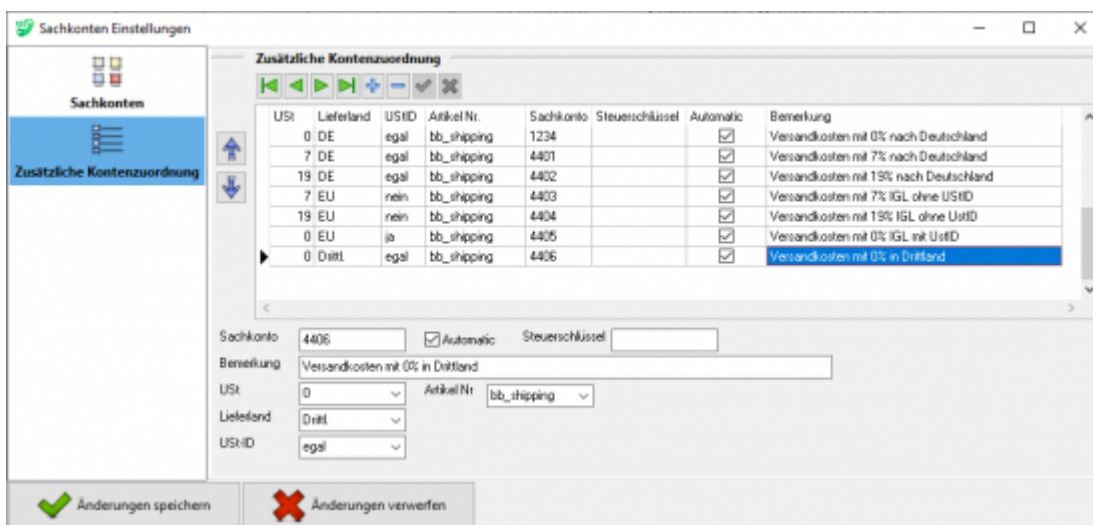 Sachkonten Einstellungen
Sachkonten
Zusätzliche Kontenzuordnung
Zusätzliche Kontenzuordnung
USt Lieferland UStID Artikel Nr. Sachkonto Steuerschlüssel Automatic Bemerkung
0 DE egal bb_shipping 1234 Versandkosten mit 0% nach Deutschland
7 DE egal bb_shipping 4401 Versandkosten mit 7% nach Deutschland
19 DE egal bb_shipping 4402 Versandkosten mit 19% nach Deutschland
7 EU nein bb_shipping 4403 Versandkosten mit 7% IGL ohne UStID
19 EU nein bb_shipping 4404 Versandkosten mit 19% IGL ohne UstID
0 EU ja bb_shipping 4405 Versandkosten mit 0% IGL mit UstID
0 Drittl. egal bb_shipping 4406 Versandkosten mit 0% in Drittland
Sachkonto 4406 Automatic Steuerschlüssel
Bemerkung Versandkosten mit 0% in Drittland
USt 0 Artikel Nr bb_shipping
Lieferland Drittl.
USt-ID egal
Änderungen speichern Änderungen verwerfen